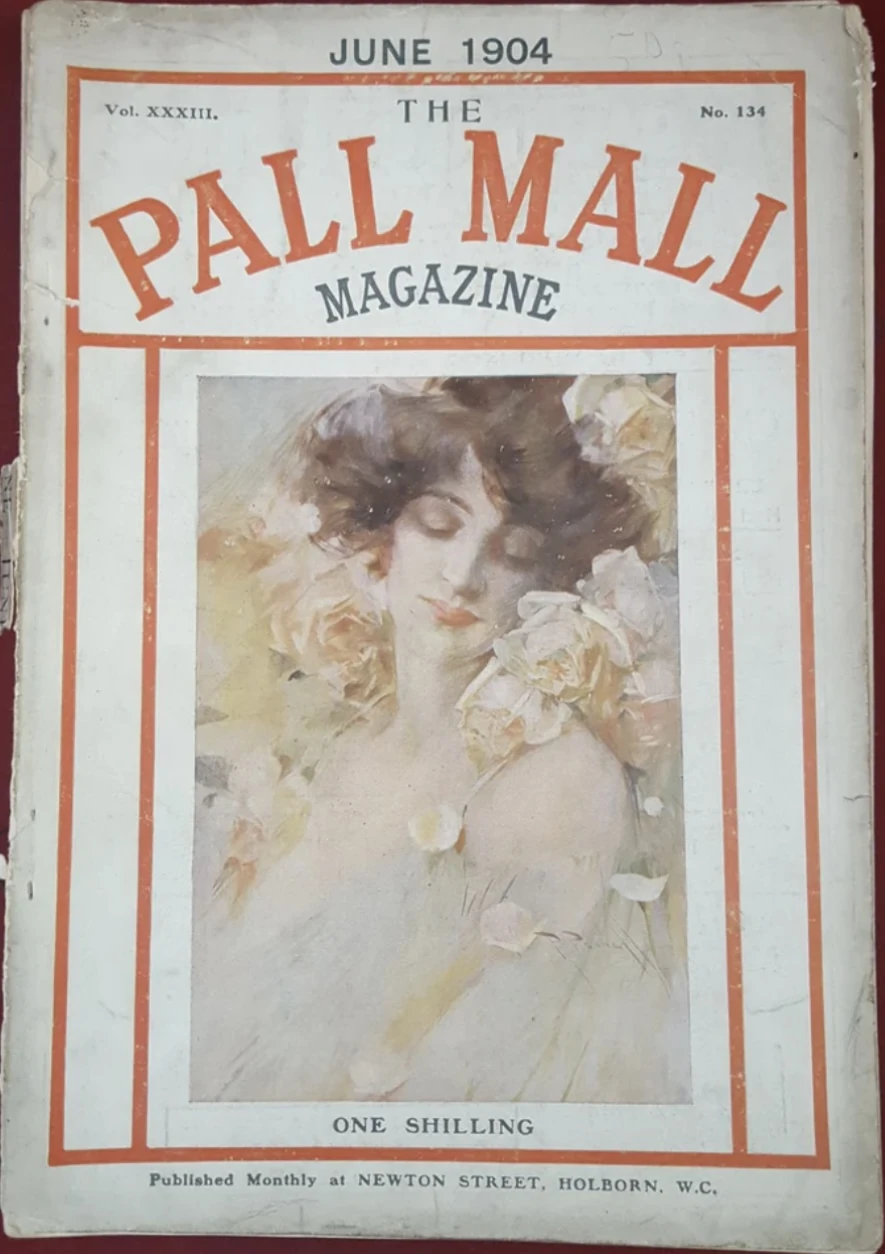 JUNE 1904
Vol. XXXIII.
THE
No. 134
PALL MALL
MAGAZINE
ONE SHILLING
Published Monthly at NEWTON STREET, HOLBORN, W.C.